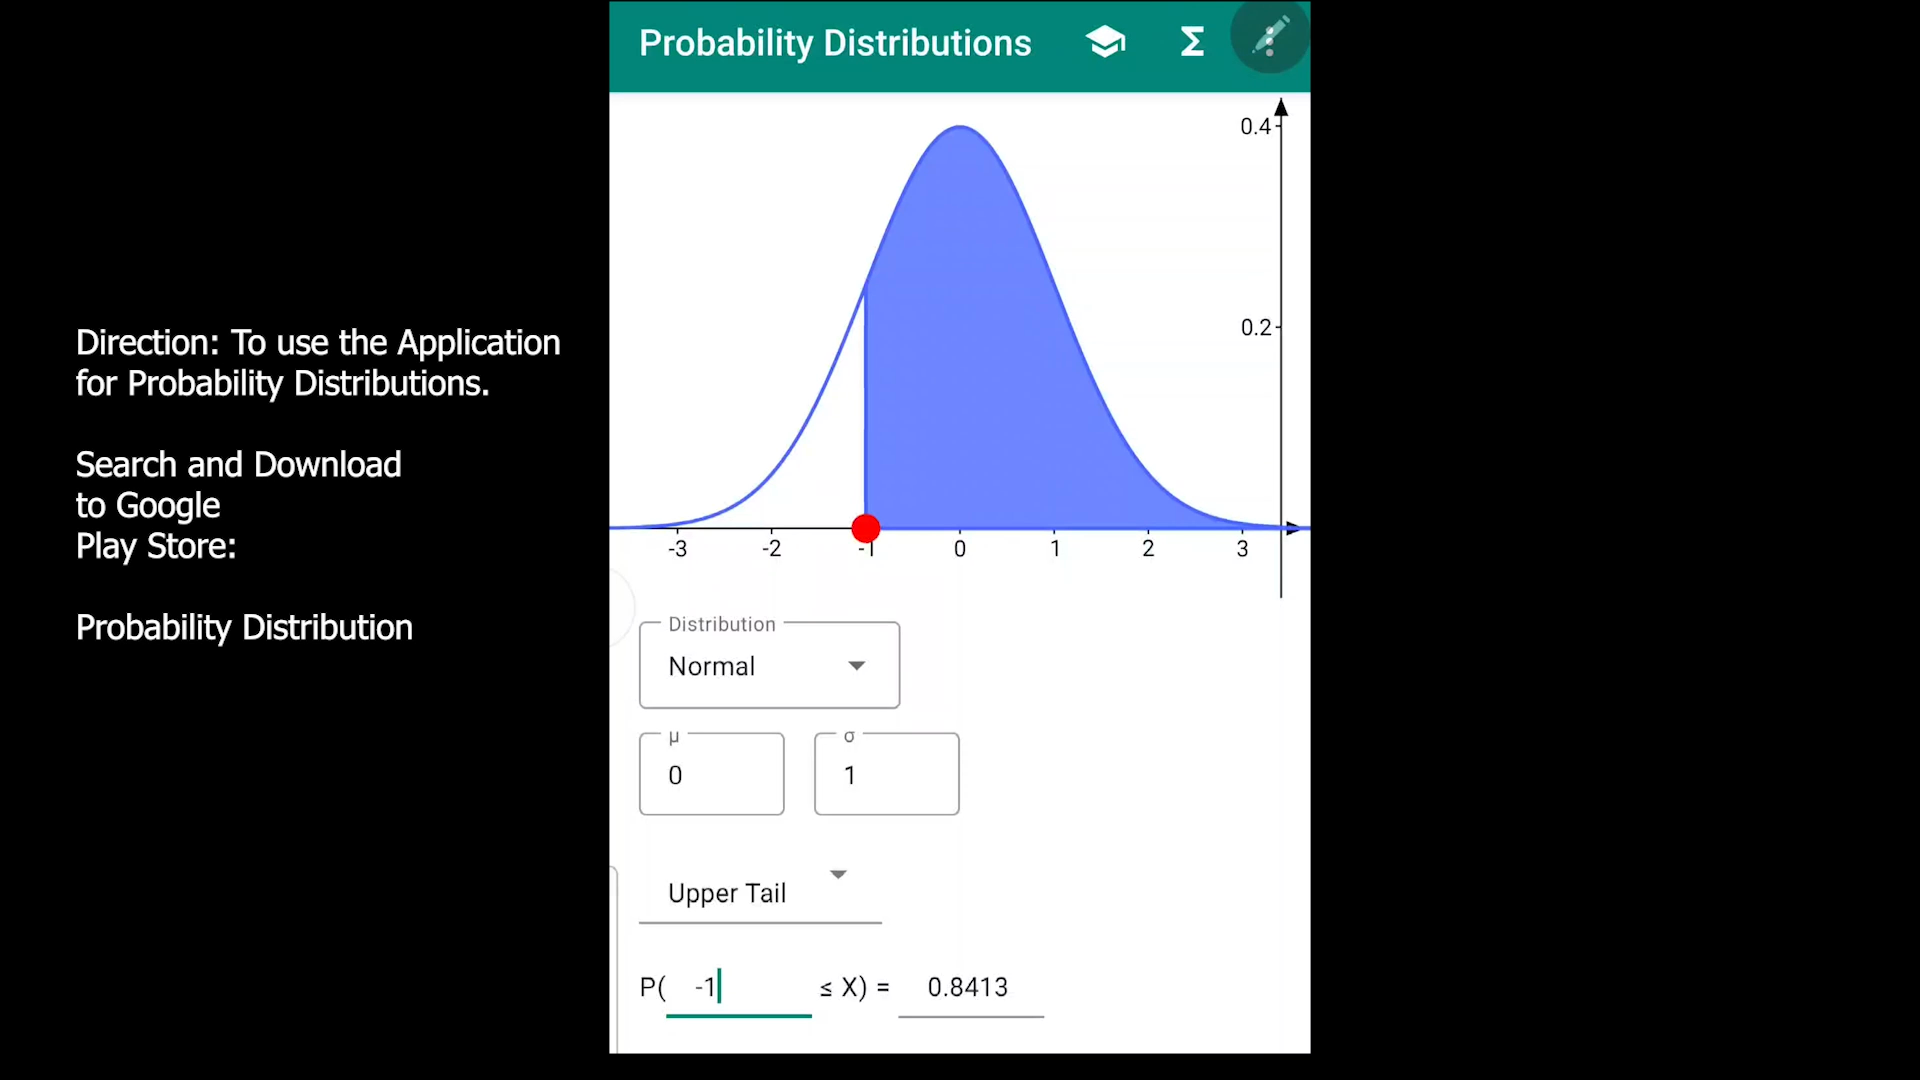 Probability Distributions
0.4
0.2
-3 -2 -1 0 1 2 3
Direction: To use the Application
for Probability Distributions.
Search and Download
to Google
Play Store:
Probability Distribution
Distribution
Normal
μ
0
σ
1
Upper Tail
P( -1 ≤ X) = 0.8413